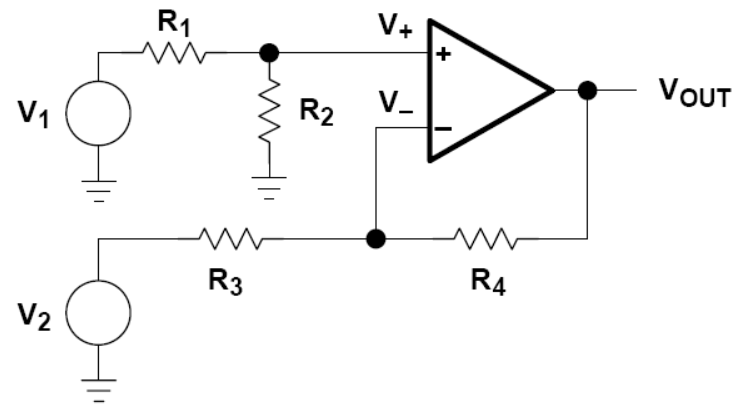 R1
V+
+
V1
R2
V–
–
VOUT
R3
R4
V2